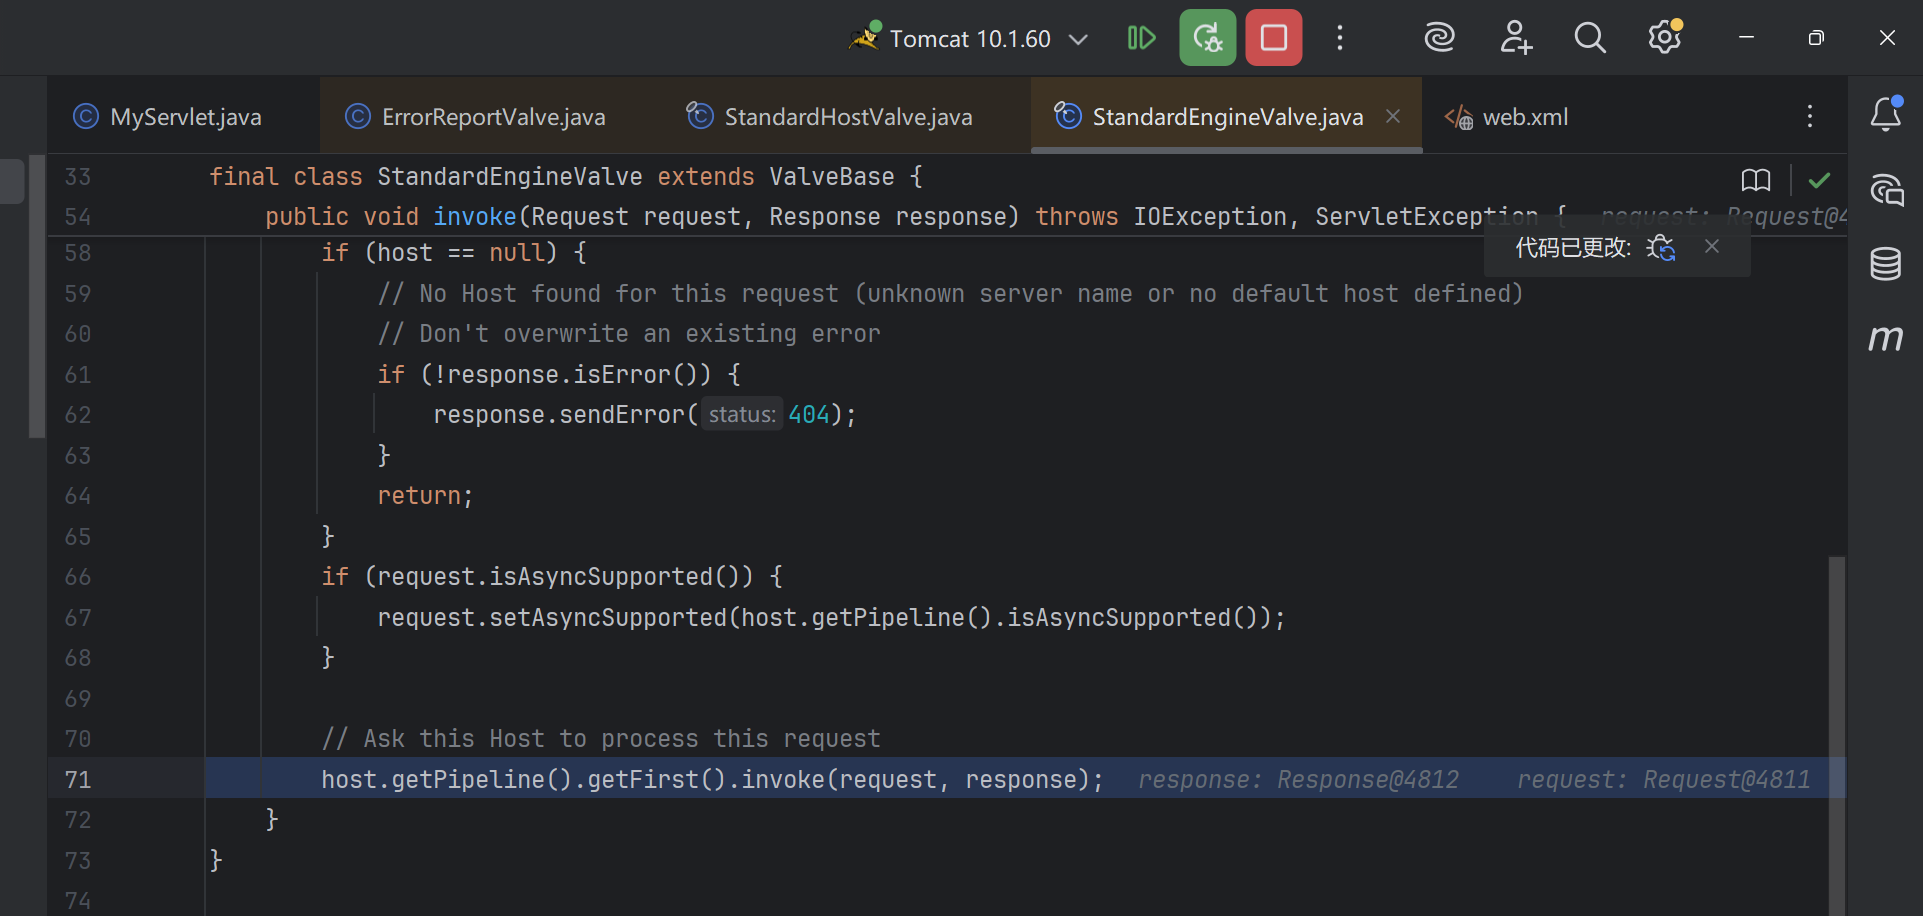 Tomcat 10.1.60
MyServlet.java
ErrorReportValve.java
StandardHostValve.java
StandardEngineValve.java
web.xml
33 final class StandardEngineValve extends ValveBase {
54 public void invoke(Request request, Response response) throws IOException, ServletException { request: Request@4
代码已更改:
58 if (host == null) {
59 // No Host found for this request (unknown server name or no default host defined)
60 // Don't overwrite an existing error
61 if (!response.isError()) {
62 response.sendError( status: 404);
63 }
64 return;
65 }
66 if (request.isAsyncSupported()) {
67 request.setAsyncSupported(host.getPipeline().isAsyncSupported());
68 }
69
70 // Ask this Host to process this request
71 host.getPipeline().getFirst().invoke(request, response); response: Response@4812 request: Request@4811
72 }
73 }
74
m